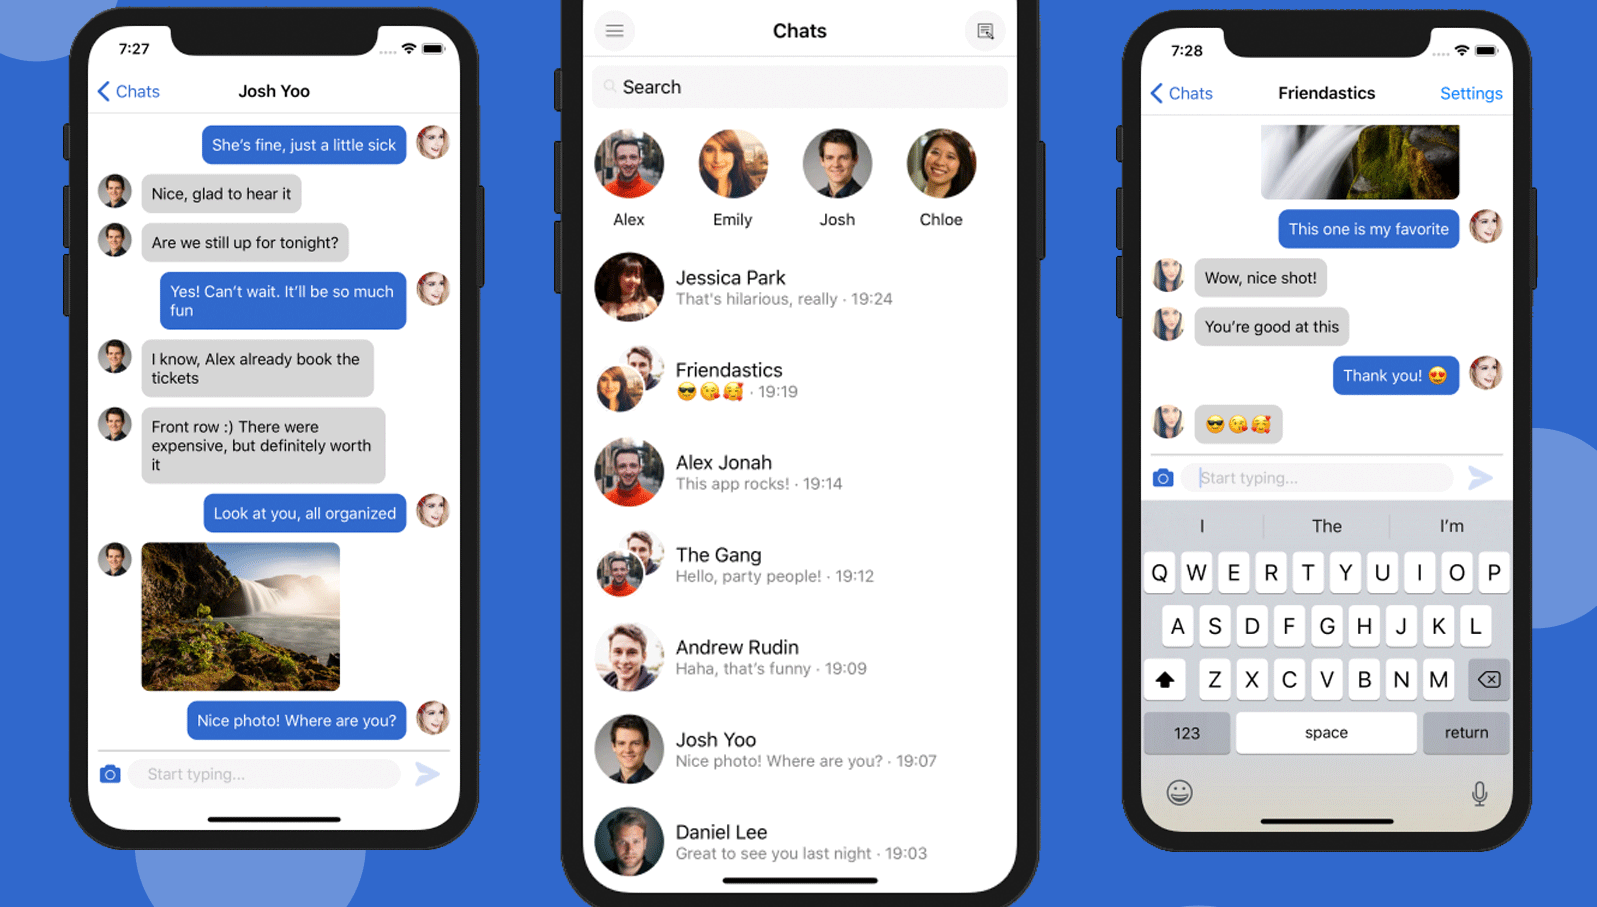 7:27
Chats
Josh Yoo
She's fine, just a little sick
Nice, glad to hear it
Are we still up for tonight?
Yes! Can't wait. It'll be so much
fun
I know, Alex already book the
tickets
Front row :) There were
expensive, but definitely worth
it
Look at you, all organized
Nice photo! Where are you?
Start typing...
Chats
Search
Alex
Emily
Josh
Chloe
Jessica Park
That's hilarious, really · 19:24
Friendastics
😎😘🥰 · 19:19
Alex Jonah
This app rocks! · 19:14
The Gang
Hello, party people! · 19:12
Andrew Rudin
Haha, that's funny · 19:09
Josh Yoo
Nice photo! Where are you? · 19:07
Daniel Lee
Great to see you last night · 19:03
7:28
Chats
Friendastics
Settings
This one is my favorite
Wow, nice shot!
You're good at this
Thank you! 😍
😎😘🥰
Start typing...
I The I'm
Q W E R T Y U I O P
A S D F G H J K L
Z X C V B N M
123 space return